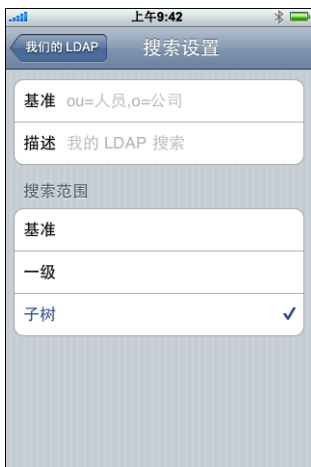 上午9:42
我们的 LDAP
搜索设置
基准 ou=人员,o=公司
描述 我的 LDAP 搜索
搜索范围
基准
一级
子树